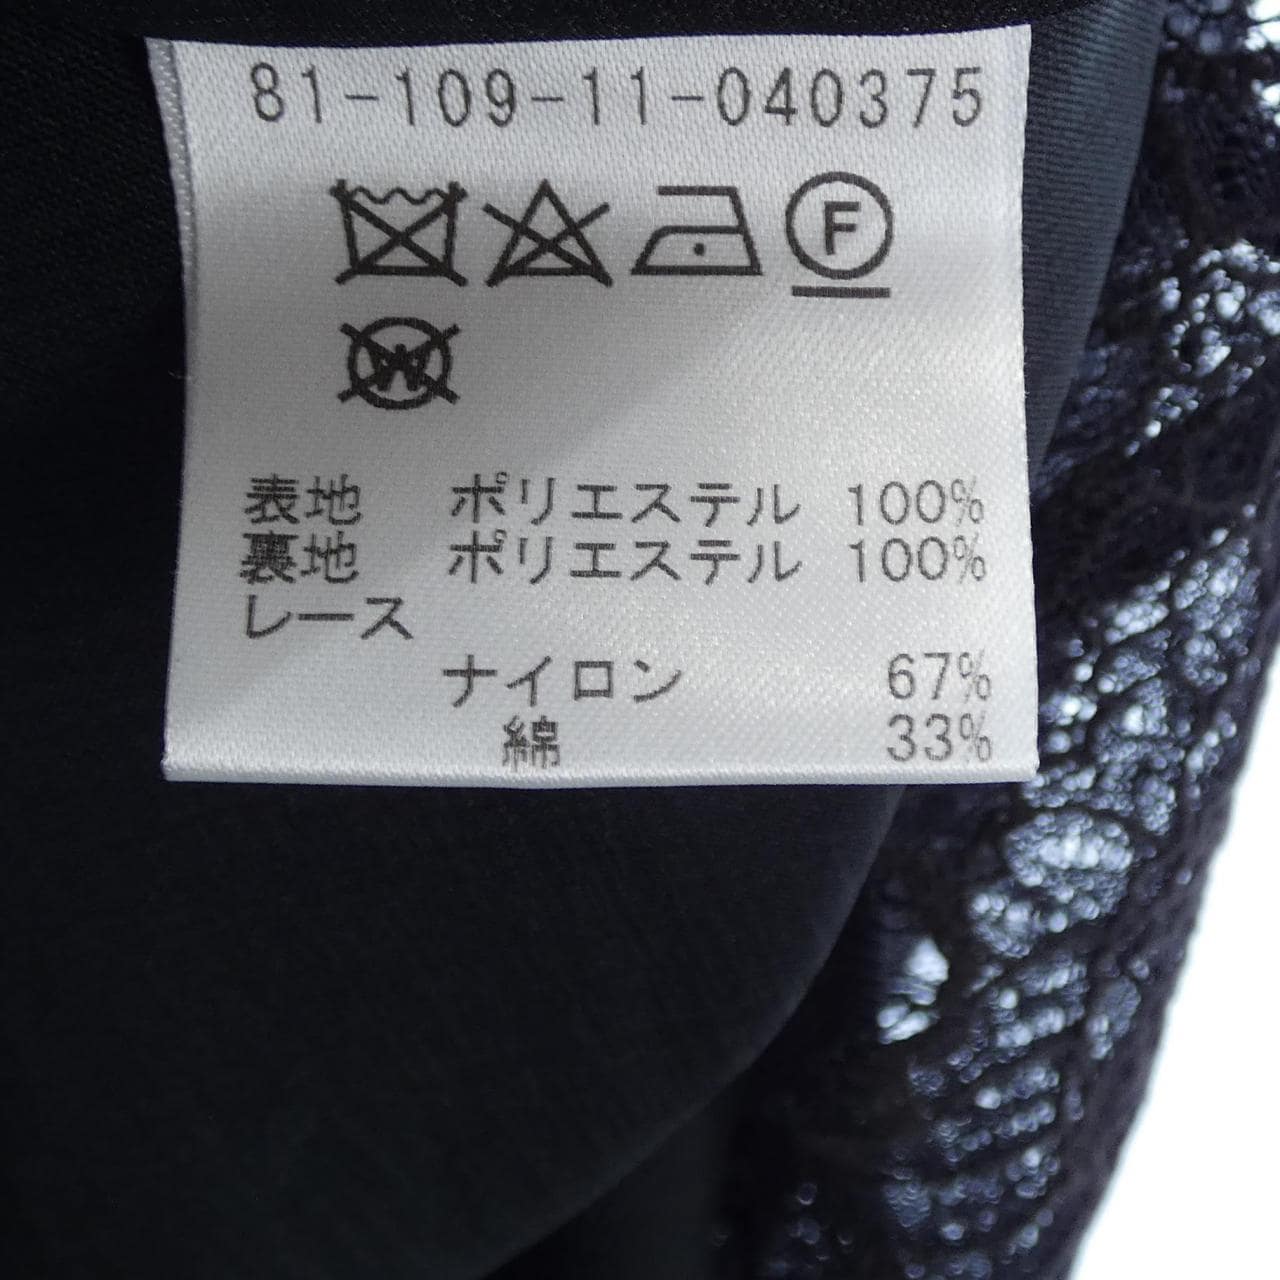 81-109-11-040375
F
W
表地 ポリエステル 100%
裏地 ポリエステル 100%
レース
ナイロン 67%
綿 33%